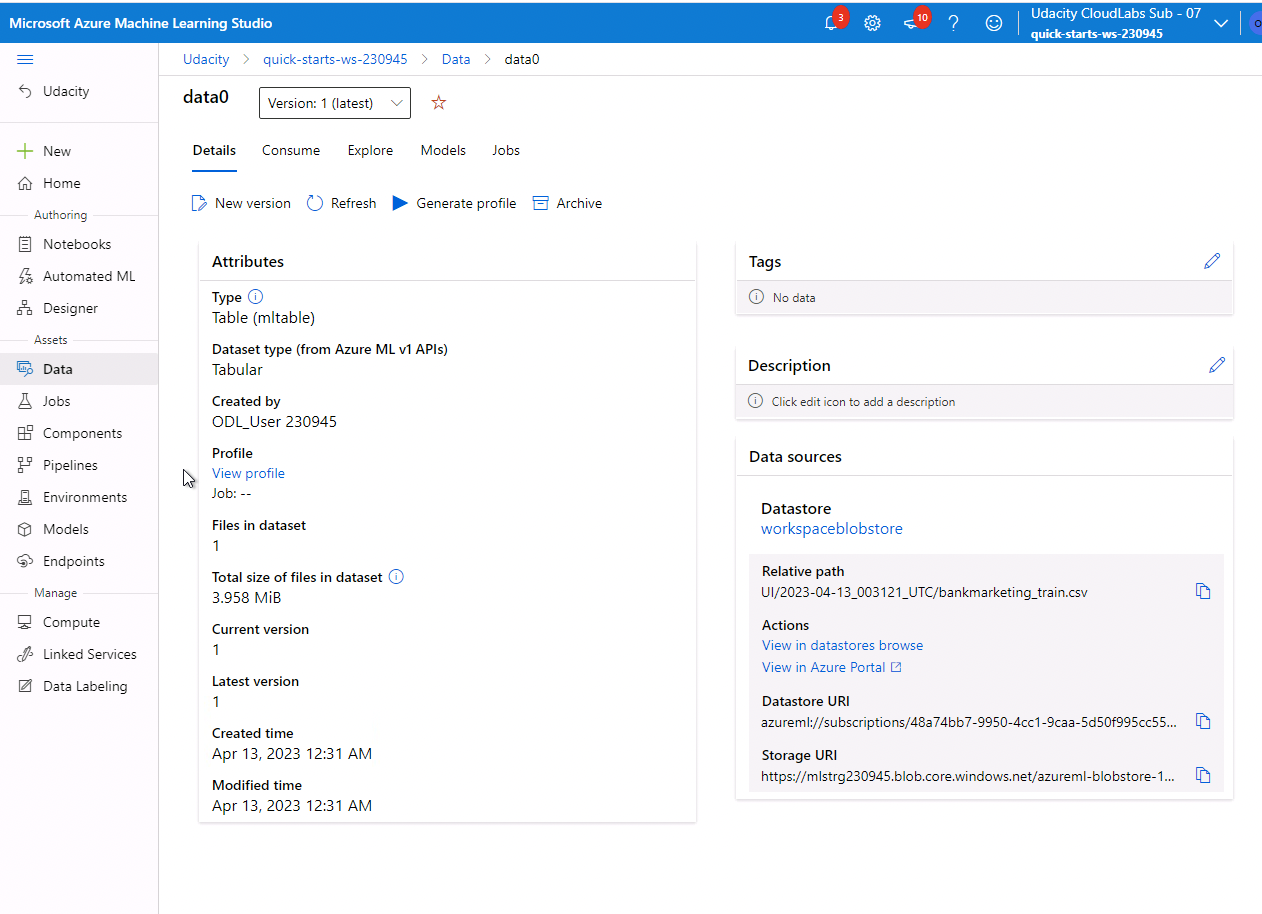 Microsoft Azure Machine Learning Studio
3
10
Udacity CloudLabs Sub - 07
quick-starts-ws-230945
Udacity
New
Home
Authoring
Notebooks
Automated ML
Designer
Assets
Data
Jobs
Components
Pipelines
Environments
Models
Endpoints
Manage
Compute
Linked Services
Data Labeling
Udacity > quick-starts-ws-230945 > Data > data0
data0
Version: 1 (latest)
Details Consume Explore Models Jobs
New version Refresh Generate profile Archive
Attributes
Type
Table (mltable)
Dataset type (from Azure ML v1 APIs)
Tabular
Created by
ODL_User 230945
Profile
View profile
Job: --
Files in dataset
1
Total size of files in dataset
3.958 MiB
Current version
1
Latest version
1
Created time
Apr 13, 2023 12:31 AM
Modified time
Apr 13, 2023 12:31 AM
Tags
No data
Description
Click edit icon to add a description
Data sources
Datastore
workspaceblobstore
Relative path
UI/2023-04-13_003121_UTC/bankmarketing_train.csv
Actions
View in datastores browse
View in Azure Portal
Datastore URI
azureml://subscriptions/48a74bb7-9950-4cc1-9caa-5d50f995cc55...
Storage URI
https://mlstrg230945.blob.core.windows.net/azureml-blobstore-1...